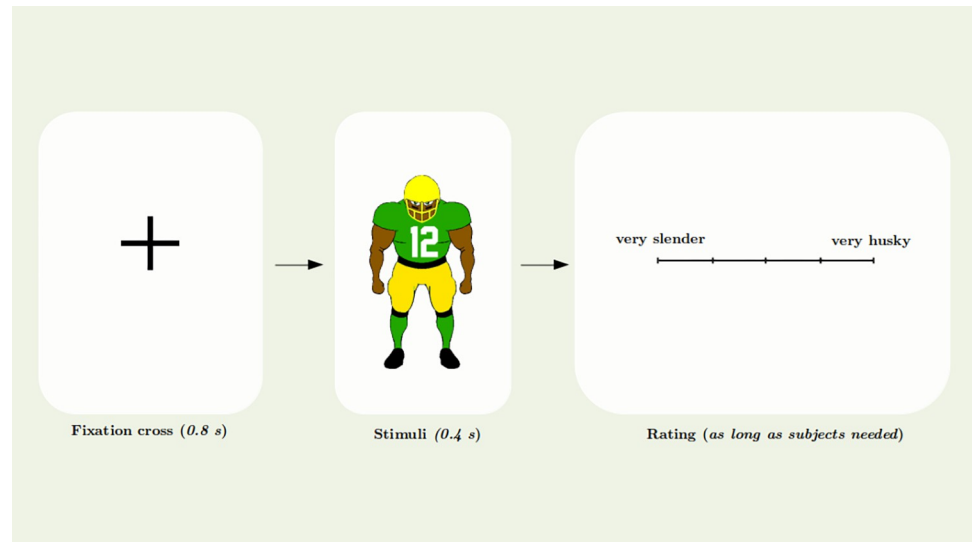 12
very slender
very husky
Fixation cross (0.8 s)
Stimuli (0.4 s)
Rating (as long as subjects needed)